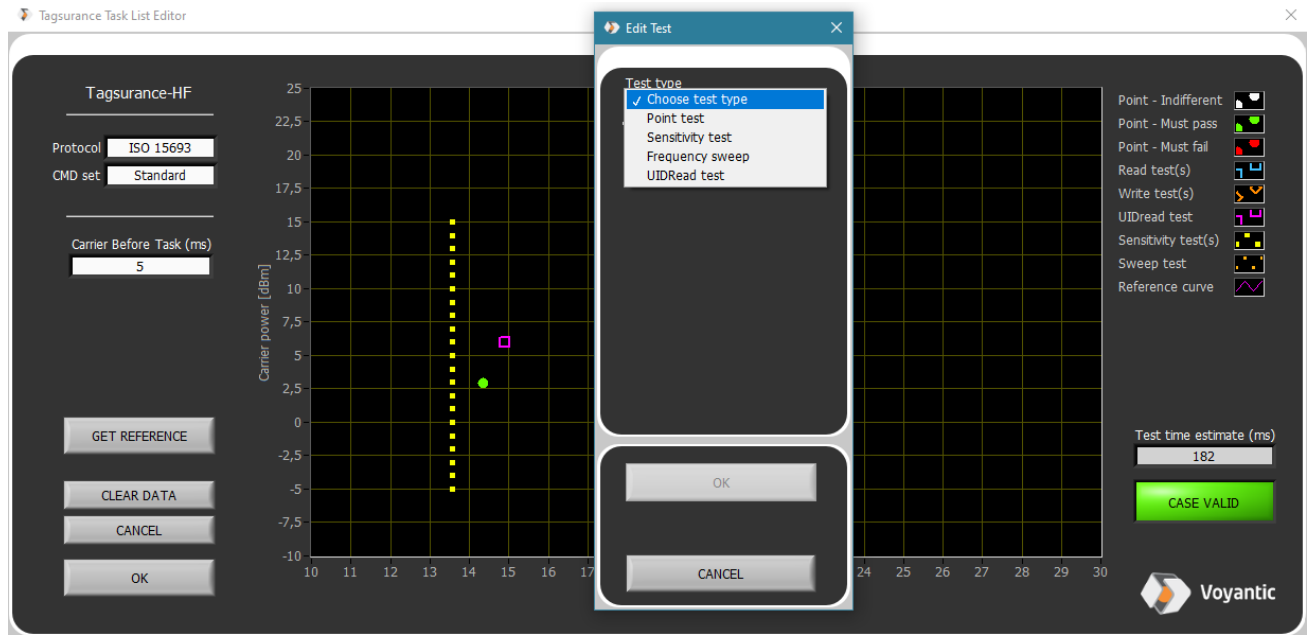 Tagsurance Task List Editor
Edit Test
Tagsurance-HF
Protocol ISO 15693
CMD set Standard
Carrier Before Task (ms)
5
GET REFERENCE
CLEAR DATA
CANCEL
OK
Carrier power [dBm]
25
22,5
20
17,5
15
12,5
10
7,5
5
2,5
0
-2,5
-5
-7,5
-10
10 11 12 13 14 15 16 17 24 25 26 27 28 29 30
Test type
✓ Choose test type
Point test
Sensitivity test
Frequency sweep
UIDRead test
OK
CANCEL
Point - Indifferent
Point - Must pass
Point - Must fail
Read test(s)
Write test(s)
UIDread test
Sensitivity test(s)
Sweep test
Reference curve
Test time estimate (ms)
182
CASE VALID
Voyantic